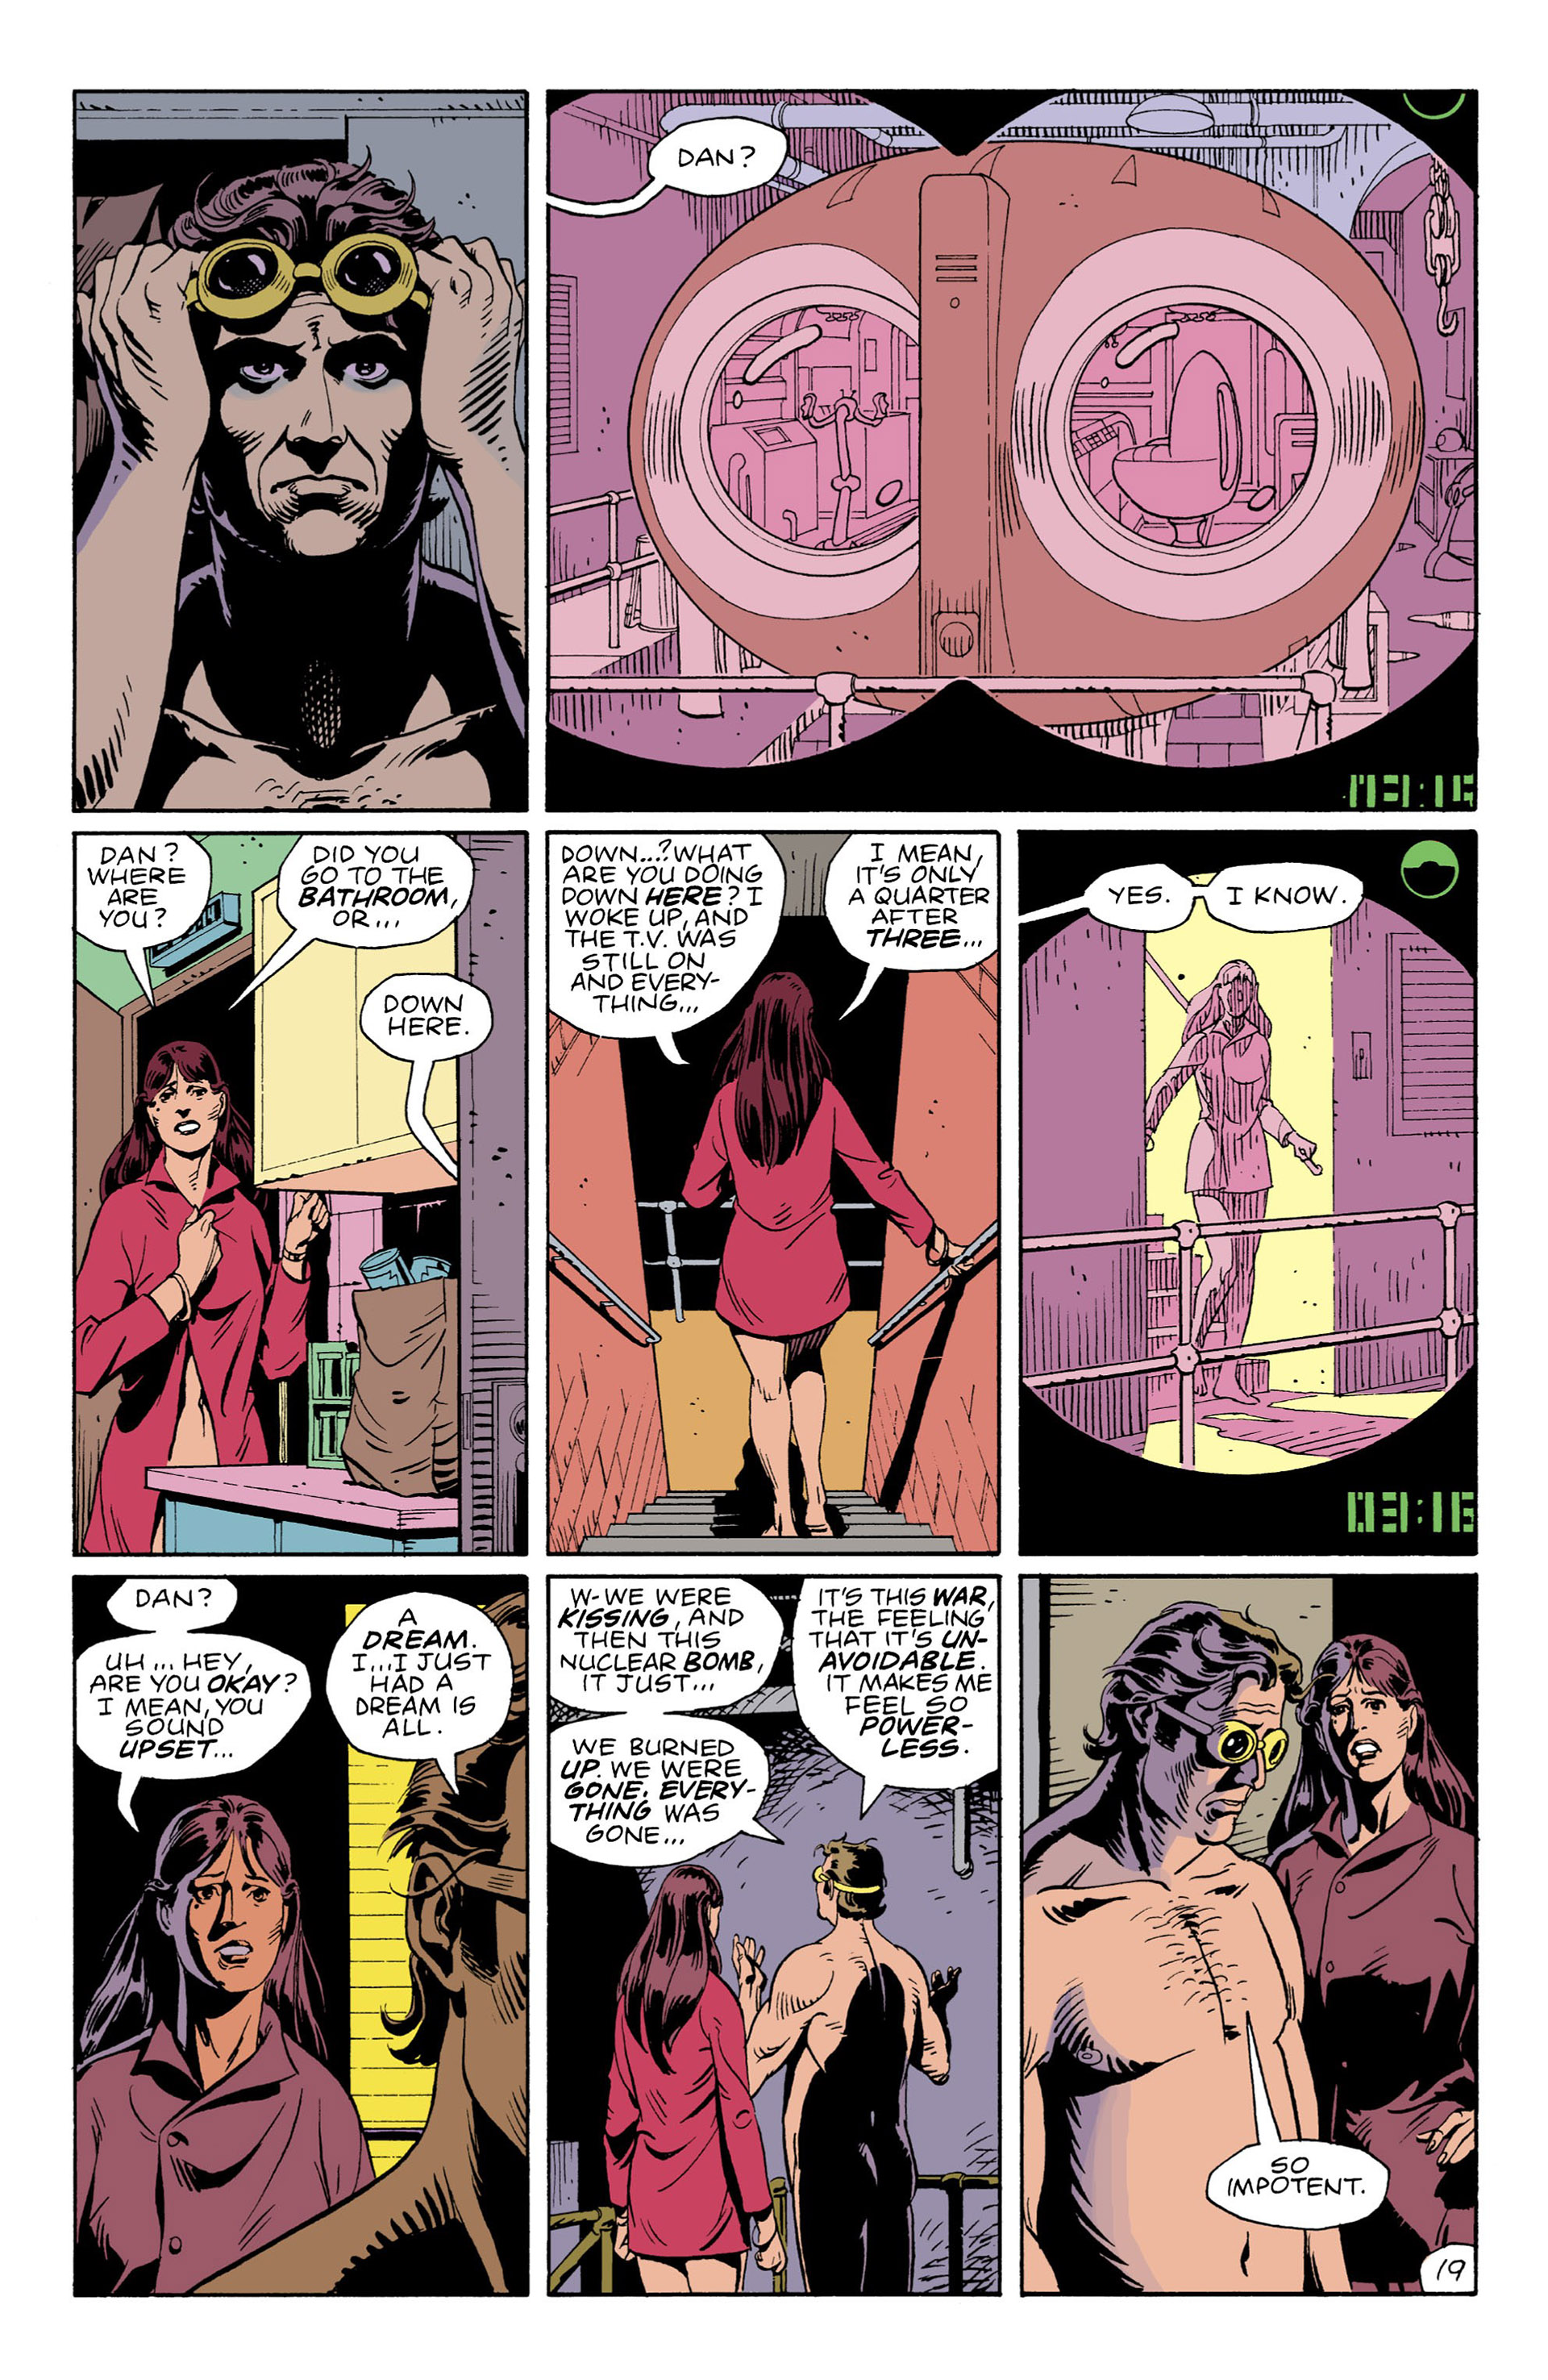 DAN?
03:15
DAN?
WHERE
ARE
YOU?
DID YOU
GO TO THE
BATHROOM,
OR...
DOWN
HERE.
DOWN...? WHAT
ARE YOU DOING
DOWN HERE? I
WOKE UP, AND
THE T.V. WAS
STILL ON
AND EVERY-
THING...
I MEAN,
IT'S ONLY
A QUARTER
AFTER
THREE...
YES.
I KNOW.
03:16
DAN?
UH... HEY,
ARE YOU OKAY?
I MEAN, YOU
SOUND
UPSET...
A
DREAM.
I...I JUST
HAD A
DREAM IS
ALL.
W-WE WERE
KISSING, AND
THEN THIS
NUCLEAR BOMB,
IT JUST...
WE BURNED
UP. WE WERE
GONE. EVERY-
THING WAS
GONE...
IT'S THIS WAR,
THE FEELING
THAT IT'S UN-
AVOIDABLE.
IT MAKES ME
FEEL SO
POWER-
LESS.
SO
IMPOTENT.
19